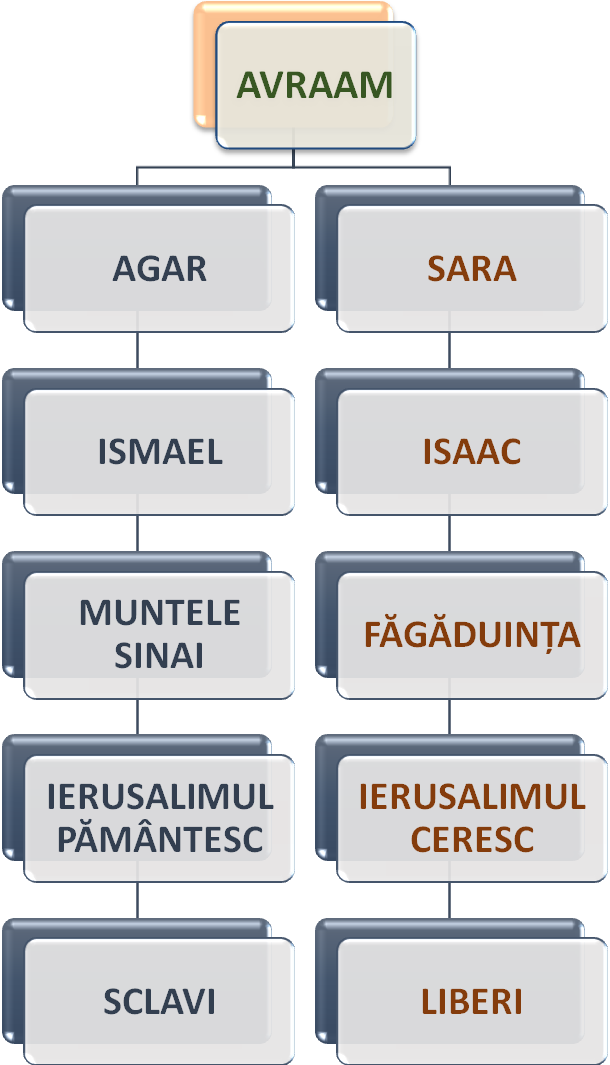 AVRAAM
AGAR
SARA
ISMAEL
ISAAC
MUNTELE
SINAI
FĂGĂDUINȚA
IERUSALIMUL
PĂMÂNTESC
IERUSALIMUL
CERESC
SCLAVI
LIBERI